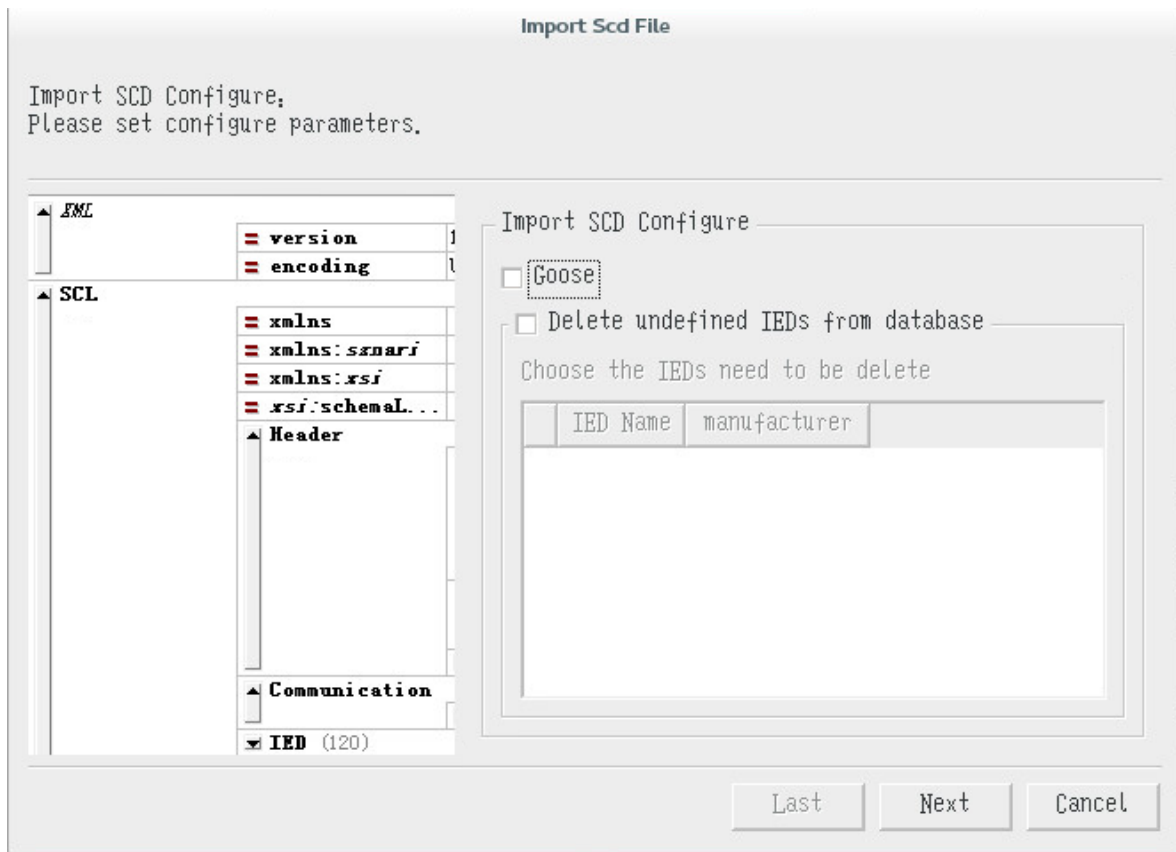 Import Scd File
Import SCD Configure:
Please set configure parameters.
XML
= version
= encoding
SCL
= xmlns
= xmlns:sznari
= xmlns:xsi
= xsi:schemaL...
Header
Communication
IED (120)
Import SCD Configure
Goose
Delete undefined IEDs from database
Choose the IEDs need to be delete
IED Name manufacturer
Last Next Cancel